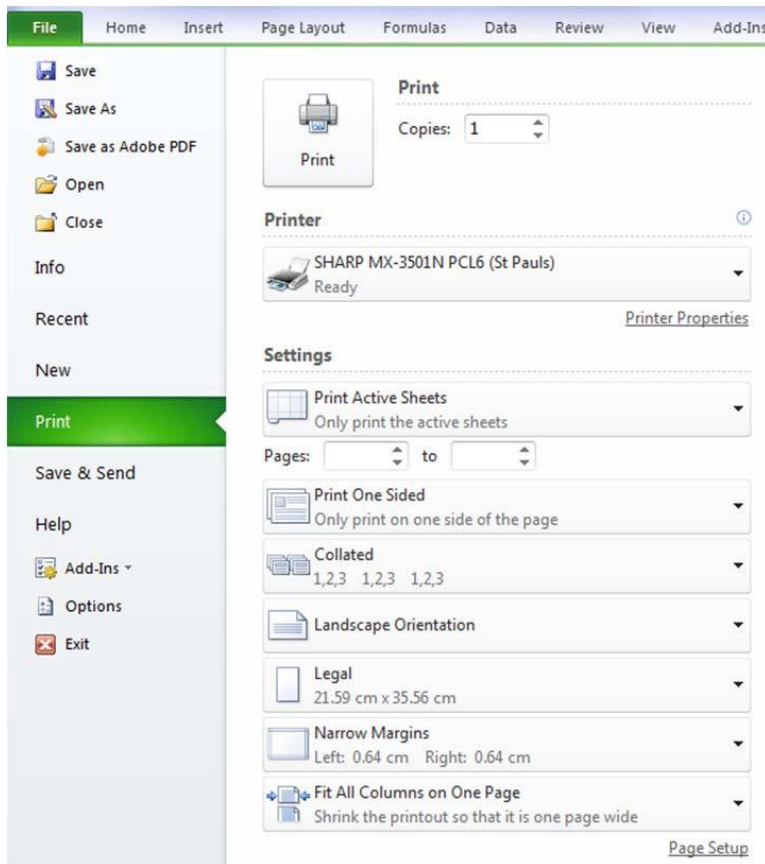 File Home Insert Page Layout Formulas Data Review View Add-Ins
Save
Save As
Save as Adobe PDF
Open
Close
Info
Recent
New
Print
Save & Send
Help
Add-Ins
Options
Exit
Print
Print
Copies: 1
Printer
SHARP MX-3501N PCL6 (St Pauls)
Ready
Printer Properties
Settings
Print Active Sheets
Only print the active sheets
Pages: to
Print One Sided
Only print on one side of the page
Collated
1,2,3 1,2,3 1,2,3
Landscape Orientation
Legal
21.59 cm x 35.56 cm
Narrow Margins
Left: 0.64 cm Right: 0.64 cm
Fit All Columns on One Page
Shrink the printout so that it is one page wide
Page Setup